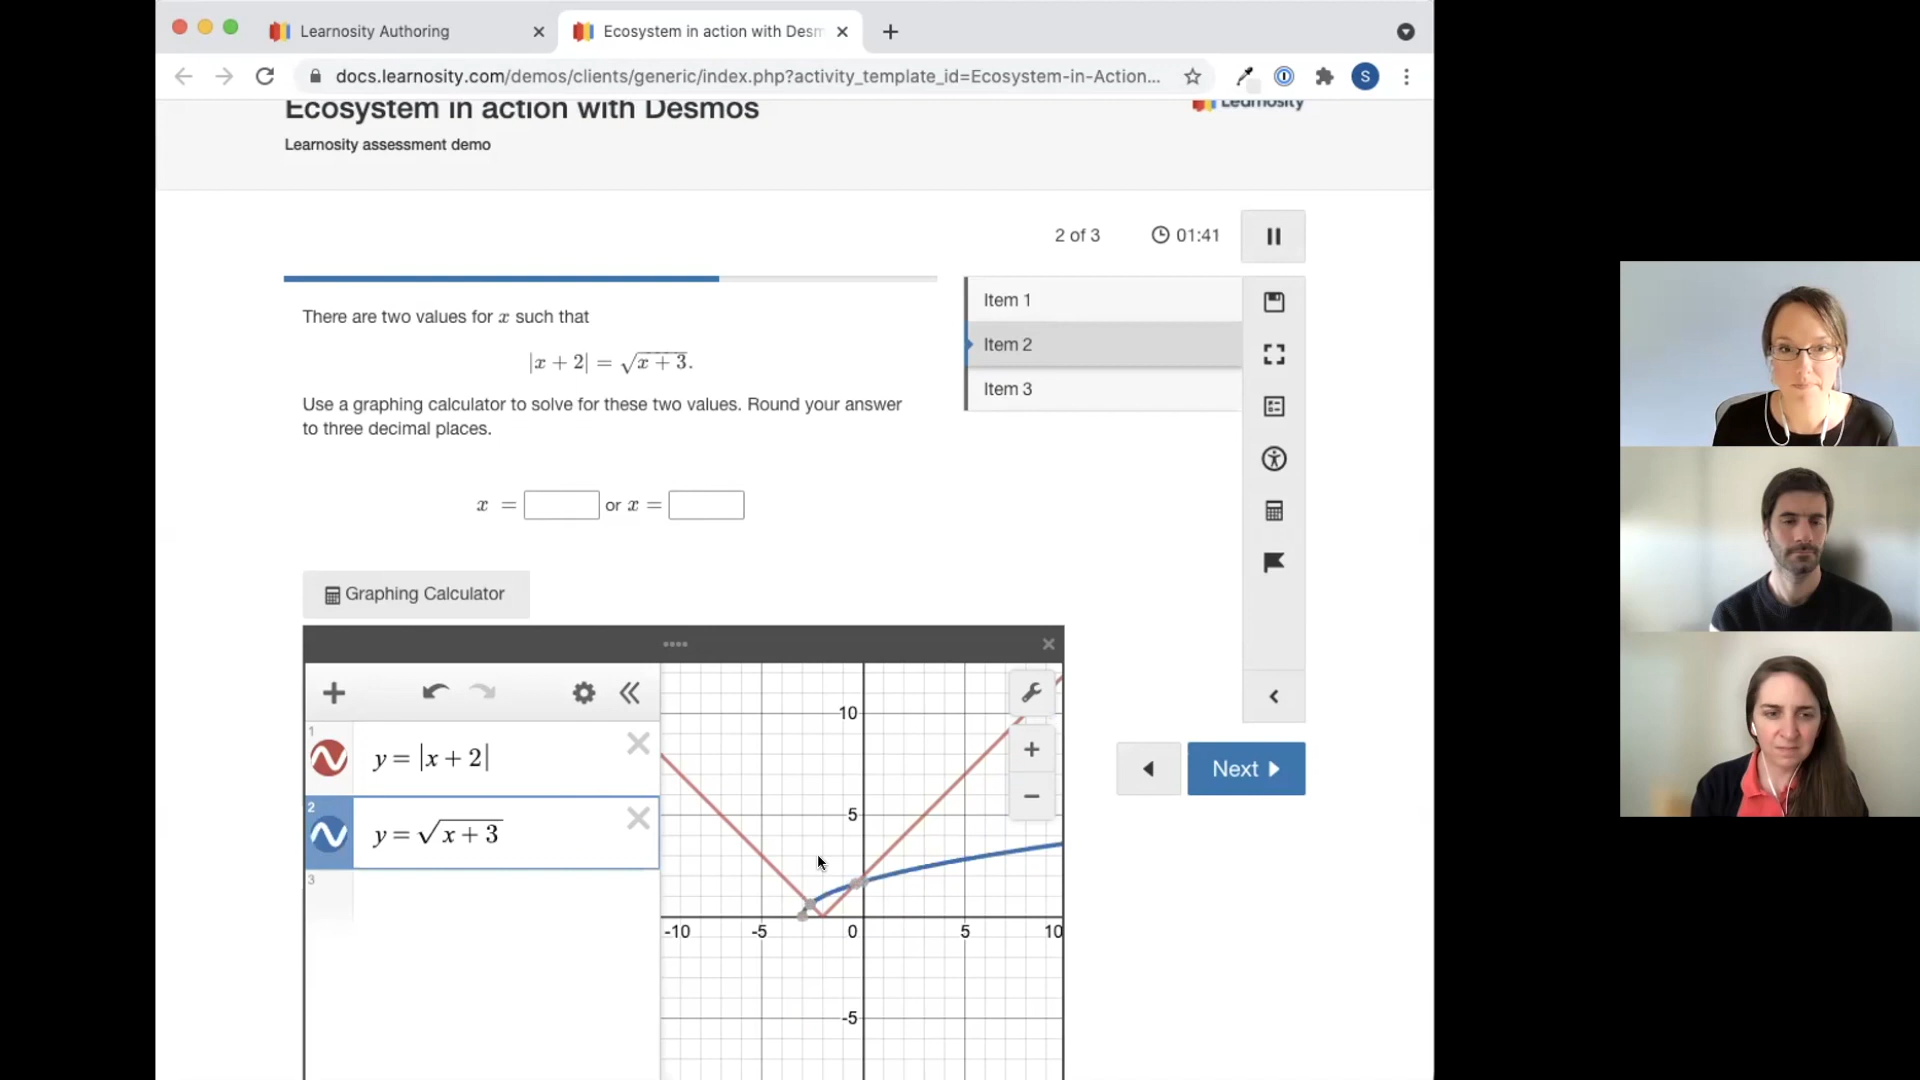 Learnosity Authoring
Ecosystem in action with Desm
docs.learnosity.com/demos/clients/generic/index.php?activity_template_id=Ecosystem-in-Action...
S
Ecosystem in action with Desmos
Learnosity
Learnosity assessment demo
2 of 3
01:41
There are two values for x such that
|x + 2| = √x + 3.
Use a graphing calculator to solve for these two values. Round your answer
to three decimal places.
x = or x =
Item 1
Item 2
Item 3
Graphing Calculator
1
y = |x + 2|
2
y = √x + 3
3
10
5
-10
-5
0
5
10
-5
Next